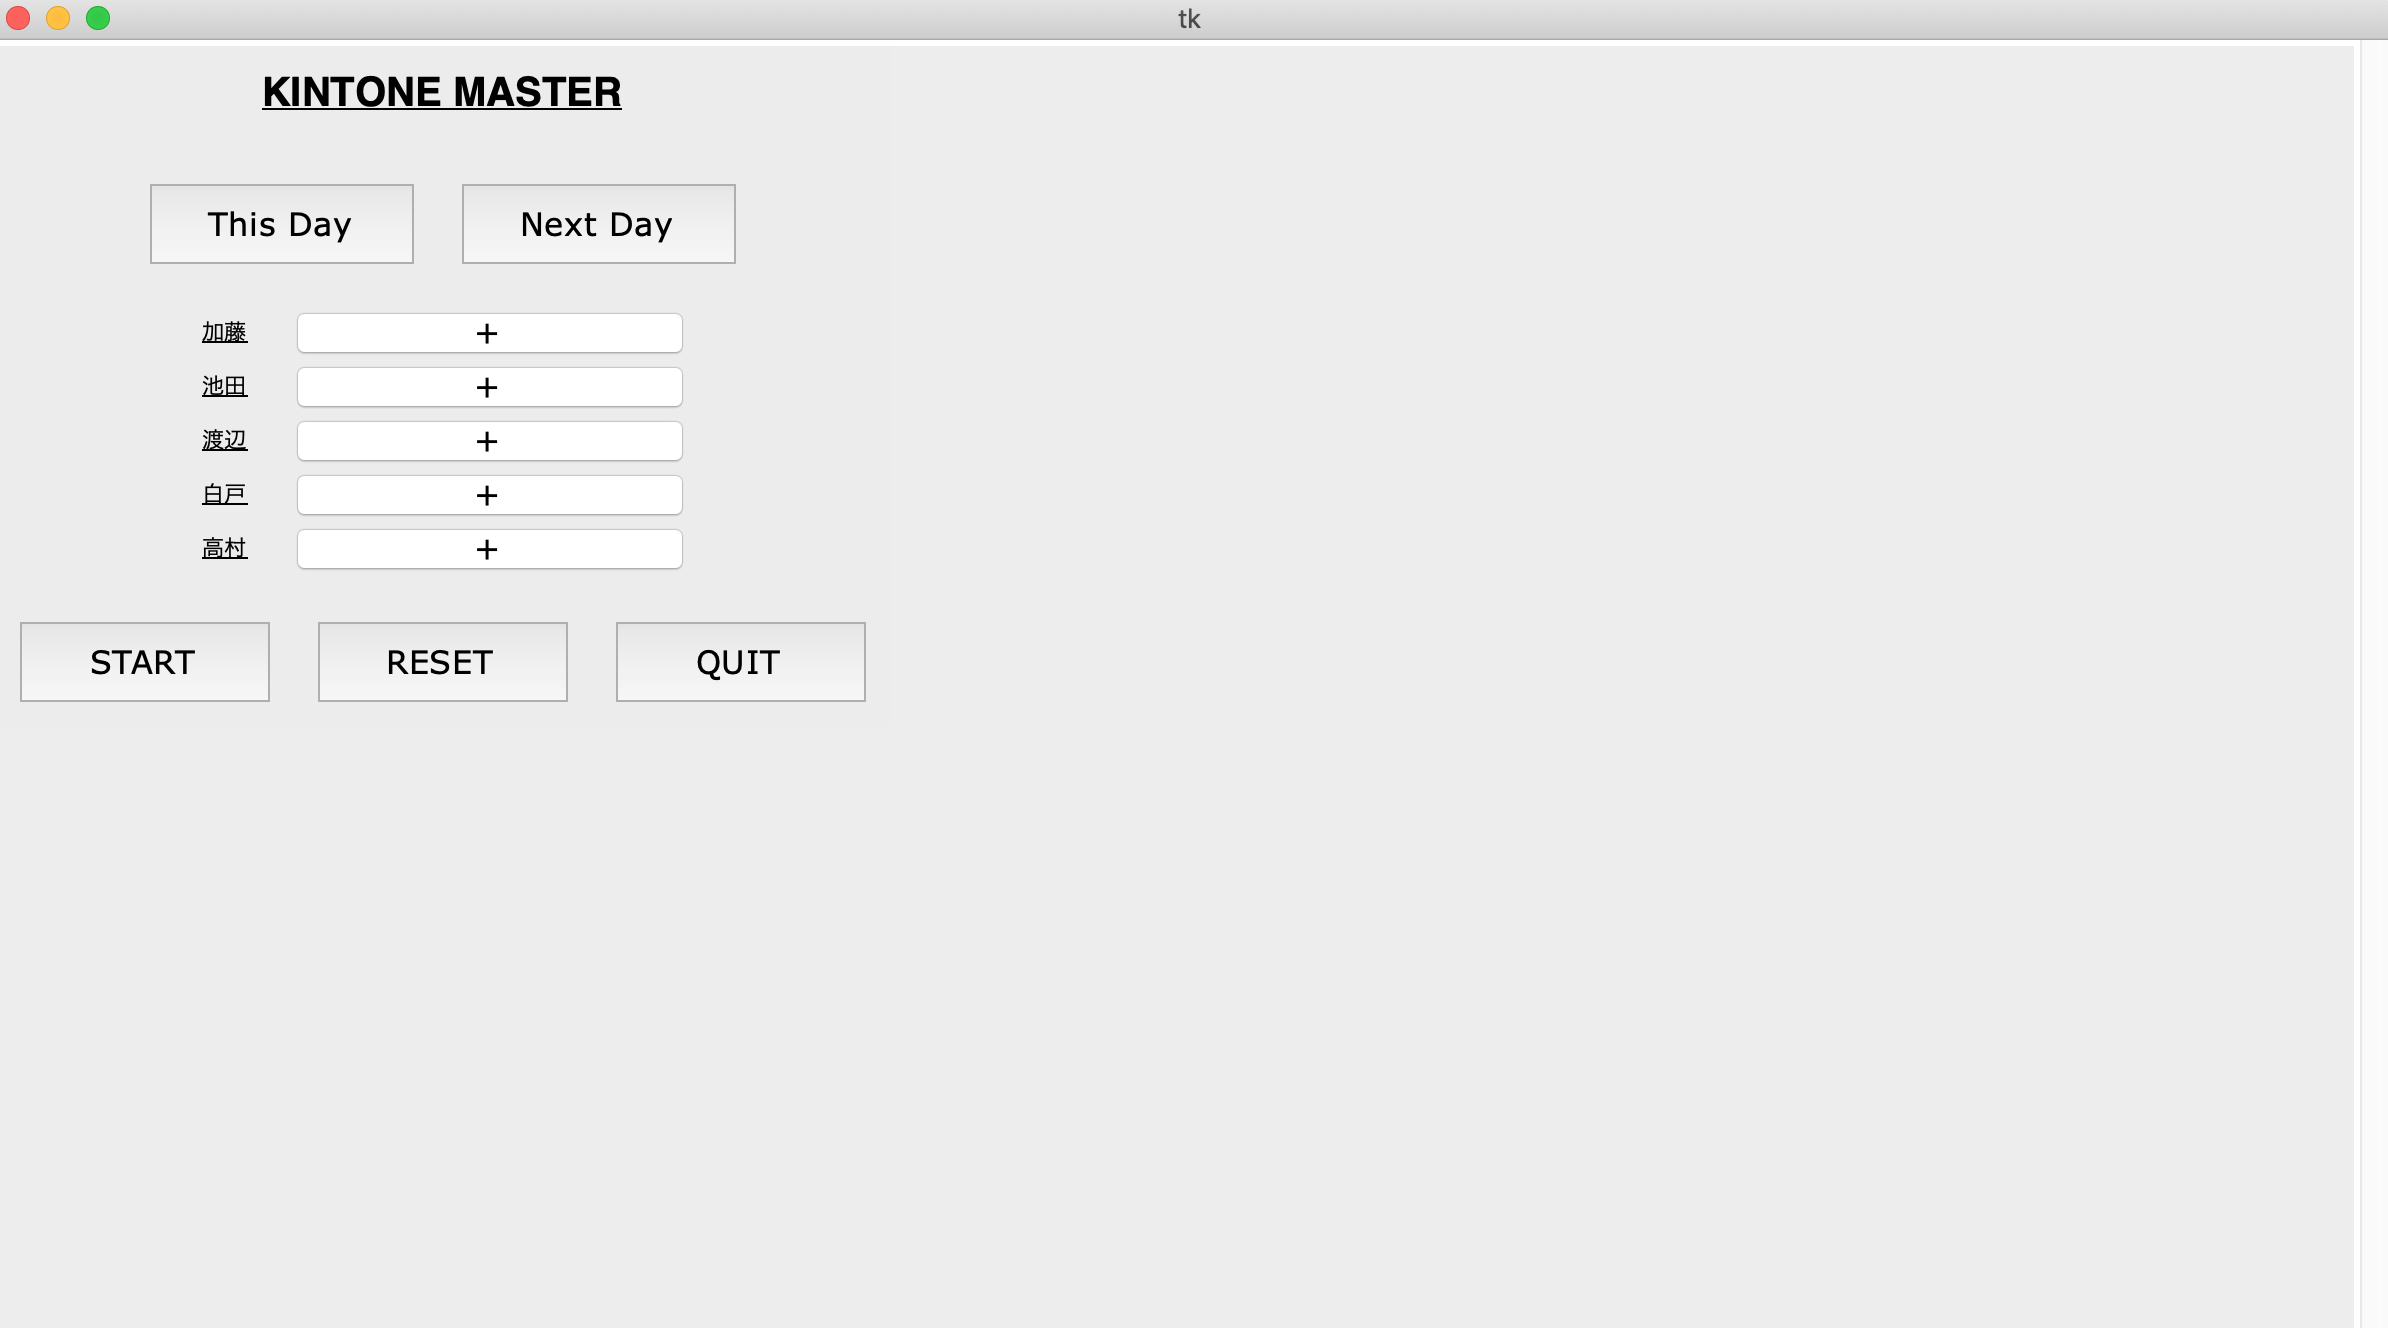 tk
KINTONE MASTER
This Day Next Day
加藤 +
池田 +
渡辺 +
白戸 +
高村 +
START RESET QUIT